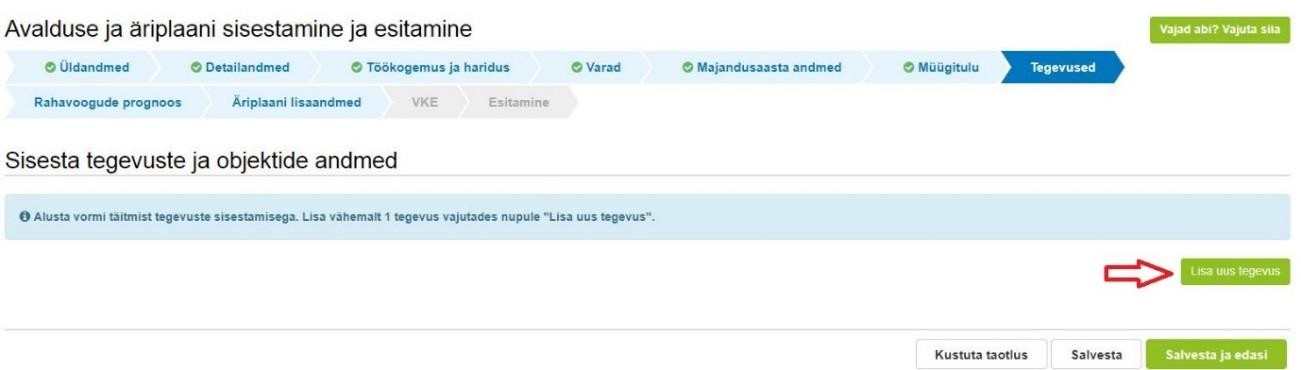 Avalduse ja äriplaani sisestamine ja esitamine
Vajad abi? Vajuta siia
Üldandmed Detailandmed Töökogemus ja haridus Varad Majandusaasta andmed Müügitulu Tegevused
Rahavoogude prognoos Äriplaani lisaandmed VKE Esitamine
Sisesta tegevuste ja objektide andmed
Alusta vormi täitmist tegevuste sisestamisega. Lisa vähemalt 1 tegevus vajutades nupule "Lisa uus tegevus".
Lisa uus tegevus
Kustuta taotlus Salvesta Salvesta ja edasi